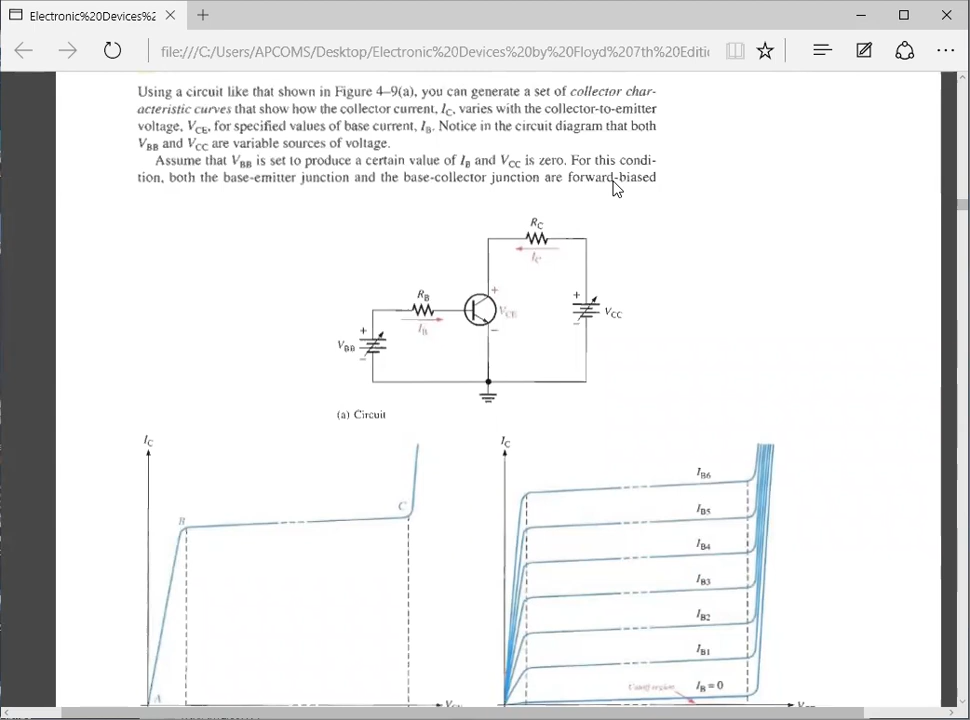 Electronic%20Devices%2
file:///C:/Users/APCOMS/Desktop/Electronic%20Devices%20by%20Floyd%207th%20Editi
Using a circuit like that shown in Figure 4–9(a), you can generate a set of collector char-
acteristic curves that show how the collector current, IC, varies with the collector-to-emitter
voltage, VCE, for specified values of base current, IB. Notice in the circuit diagram that both
VBB and VCC are variable sources of voltage.
Assume that VBB is set to produce a certain value of IB and VCC is zero. For this condi-
tion, both the base-emitter junction and the base-collector junction are forward-biased
RC
IC
+
RB
+
VCE
VCC
IB
–
–
+
VBB
–
(a) Circuit
IC
IC
IB6
C
IB5
B
IB4
IB3
IB2
IB1
Cutoff region
IB = 0
A